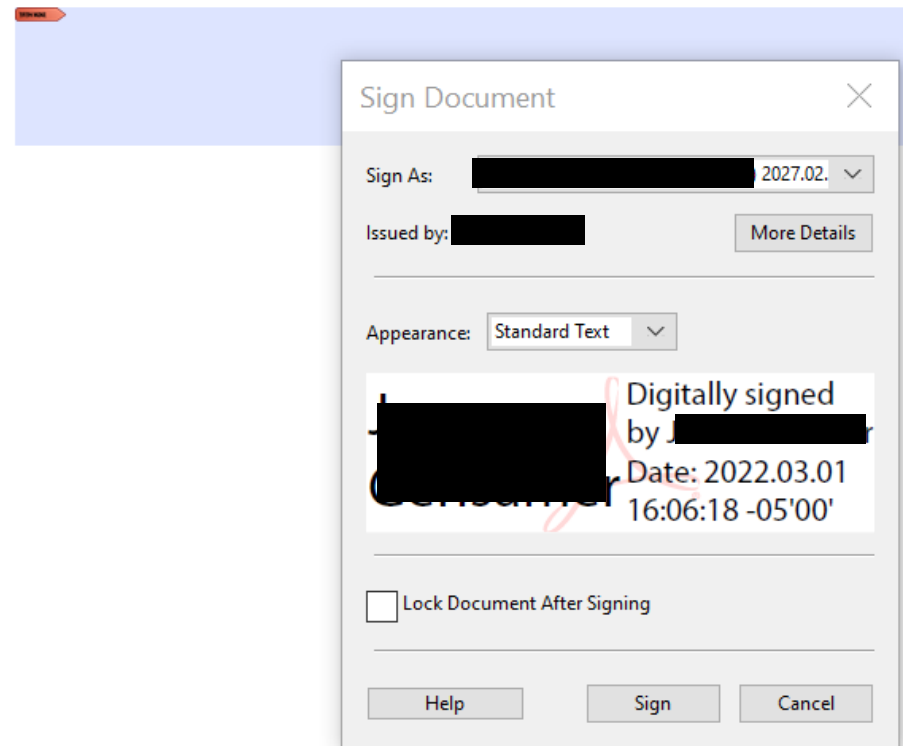 Sign Document
Sign As: 2027.02.
Issued by:
More Details
Appearance: Standard Text
Digitally signed
by J r
Date: 2022.03.01
16:06:18 -05'00'
J
r
Lock Document After Signing
Help
Sign
Cancel